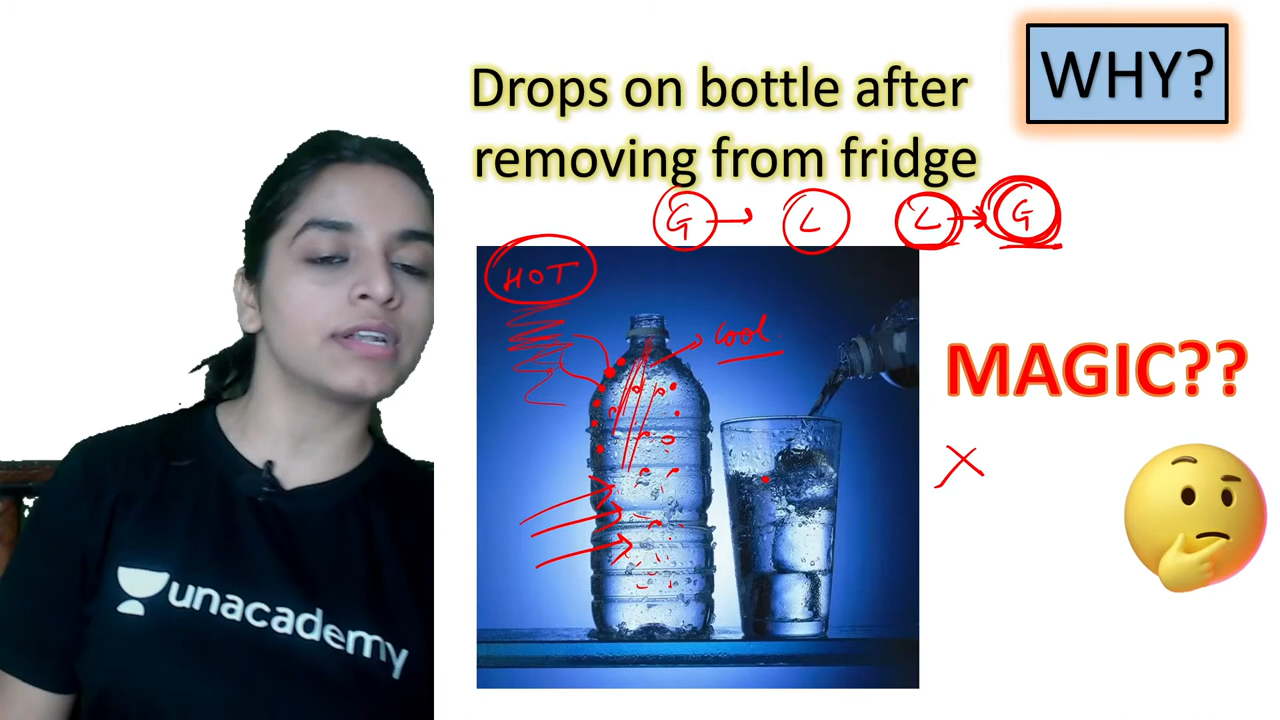 Drops on bottle after
removing from fridge
WHY?
G → L
L → G
HOT
cool
MAGIC??
unacademy